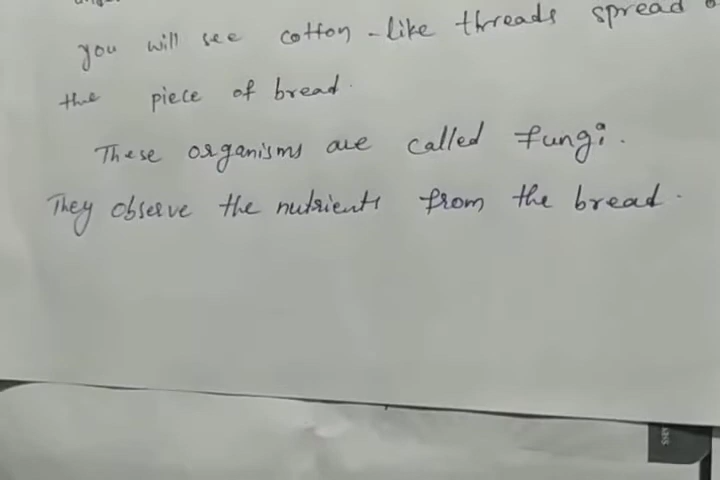 you will see cotton-like threads spread
the piece of bread.
These organisms are called fungi.
They observe the nutrients from the bread.